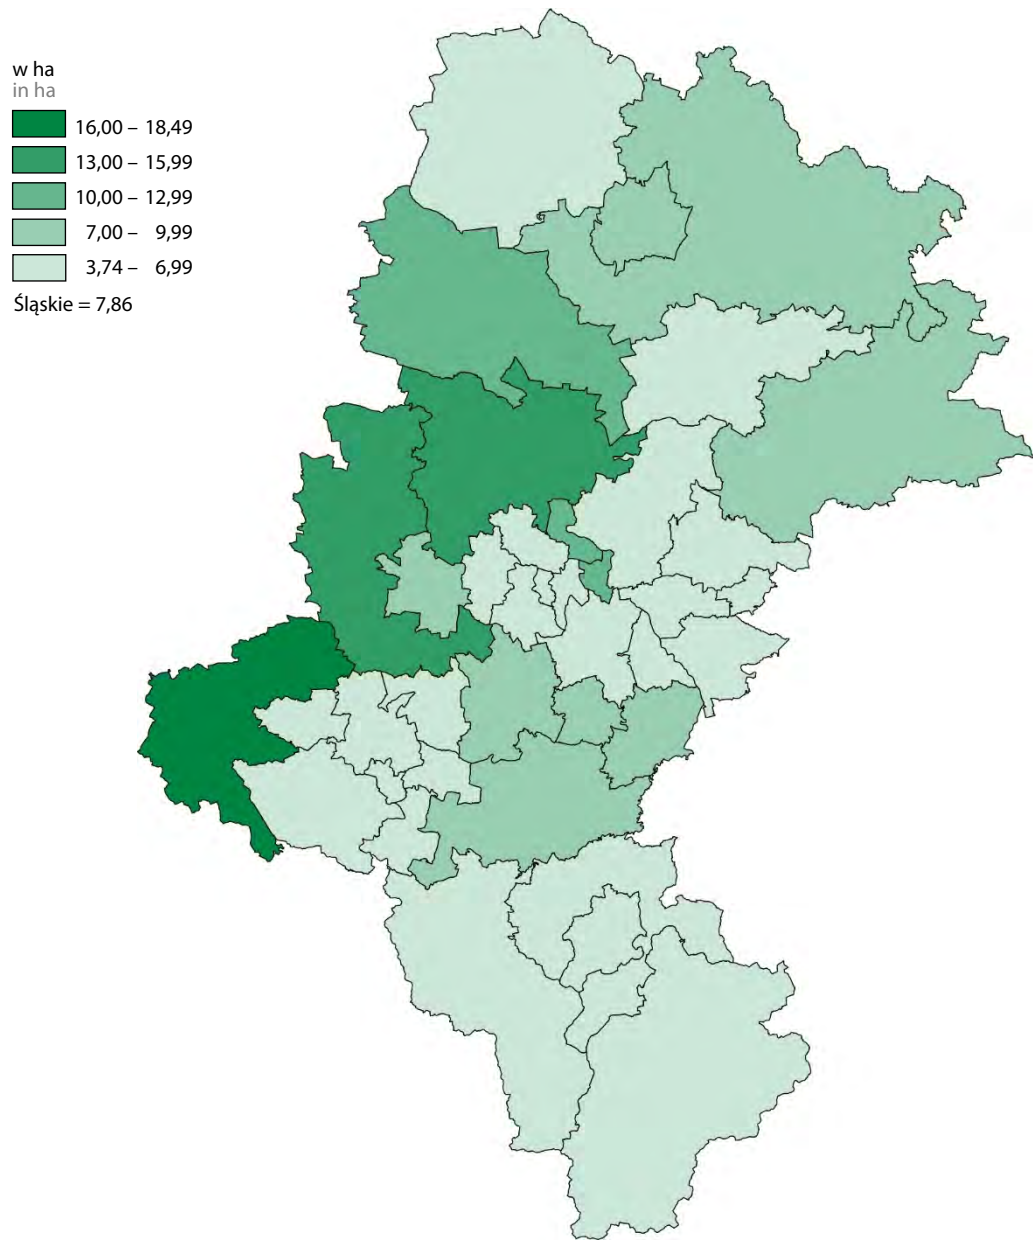 w ha
in ha
16,00 – 18,49
13,00 – 15,99
10,00 – 12,99
7,00 – 9,99
3,74 – 6,99
Śląskie = 7,86